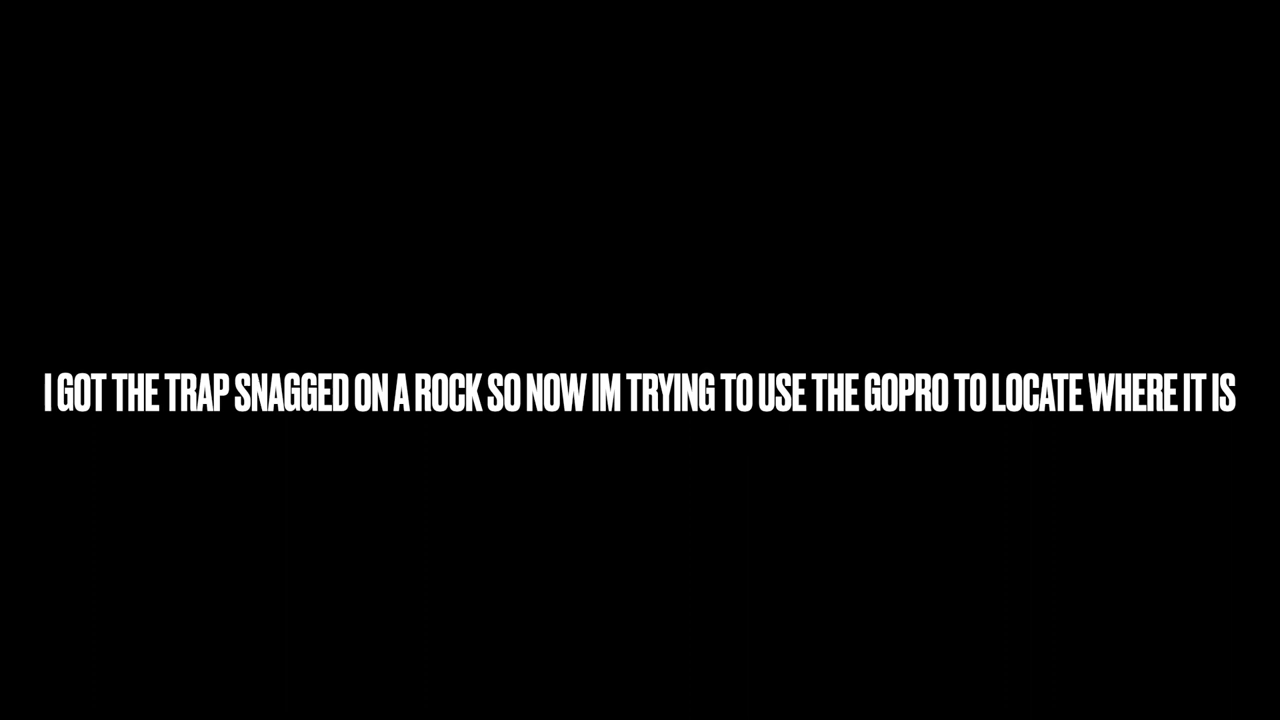 I GOT THE TRAP SNAGGED ON A ROCK SO NOW IM TRYING TO USE THE GOPRO TO LOCATE WHERE IT IS